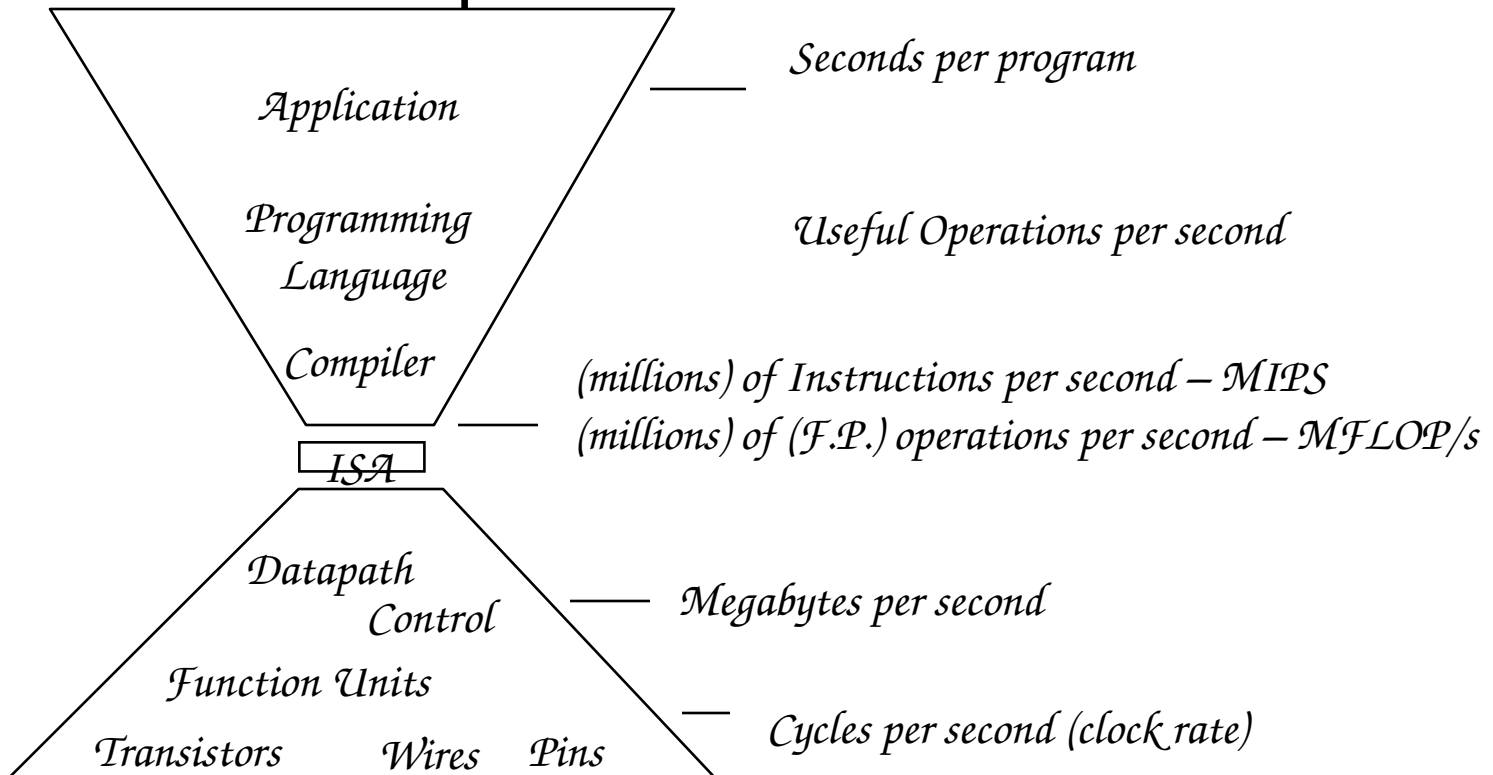 Seconds per program
Application
Programming
Language
Useful Operations per second
Compiler
(millions) of Instructions per second – MIPS
(millions) of (F.P.) operations per second – MFLOP/s
ISA
Datapath
Control
Megabytes per second
Function Units
Cycles per second (clock rate)
Transistors Wires Pins